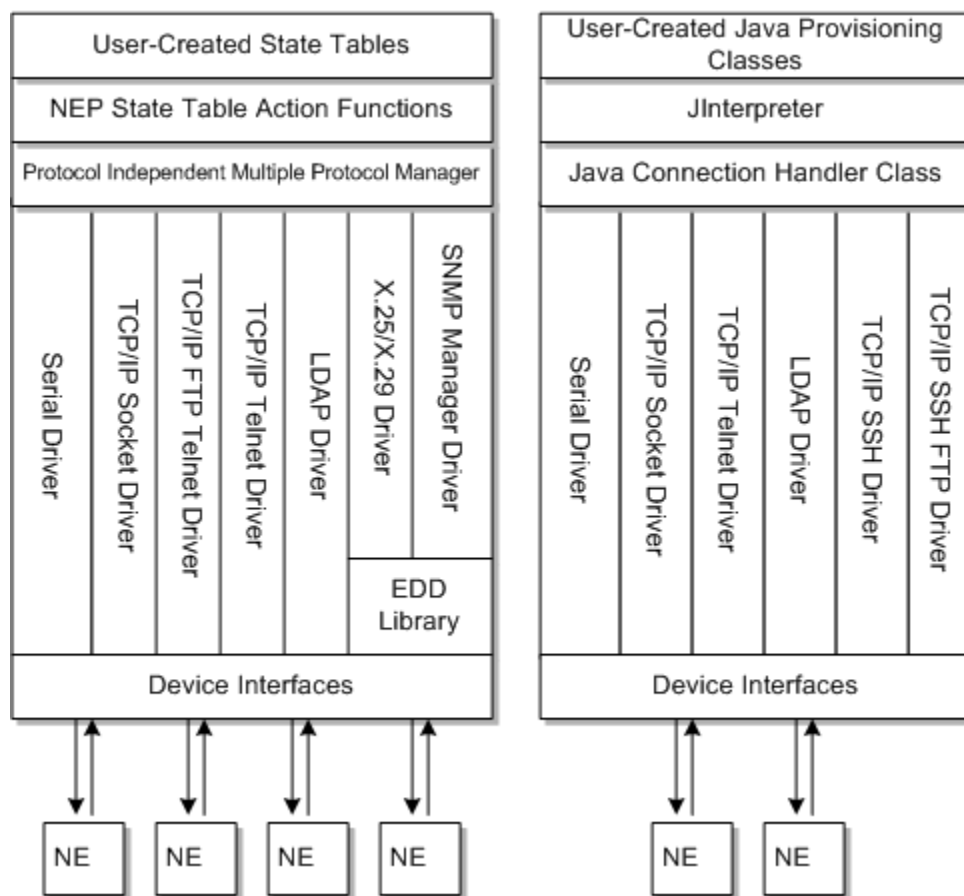 User-Created State Tables
NEP State Table Action Functions
Protocol Independent Multiple Protocol Manager
Serial Driver
TCP/IP Socket Driver
TCP/IP FTP Telnet Driver
TCP/IP Telnet Driver
LDAP Driver
X.25/X.29 Driver
SNMP Manager Driver
EDD
Library
Device Interfaces
NE
NE
NE
NE
User-Created Java Provisioning
Classes
JInterpreter
Java Connection Handler Class
Serial Driver
TCP/IP Socket Driver
TCP/IP Telnet Driver
LDAP Driver
TCP/IP SSH Driver
TCP/IP SSH FTP Driver
Device Interfaces
NE
NE